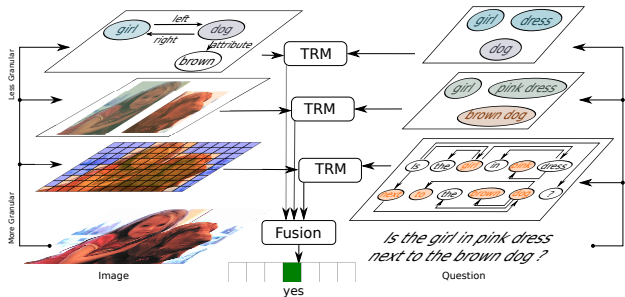 girl
left
dog
right
attribute
brown
TRM
girl
dress
dog
Less Granular
TRM
girl
pink dress
brown dog
TRM
is
the
girl
in
pink
dress
next
to
the
brown
dog
?
More Granular
Fusion
Is the girl in pink dress
next to the brown dog ?
Image
Question
yes